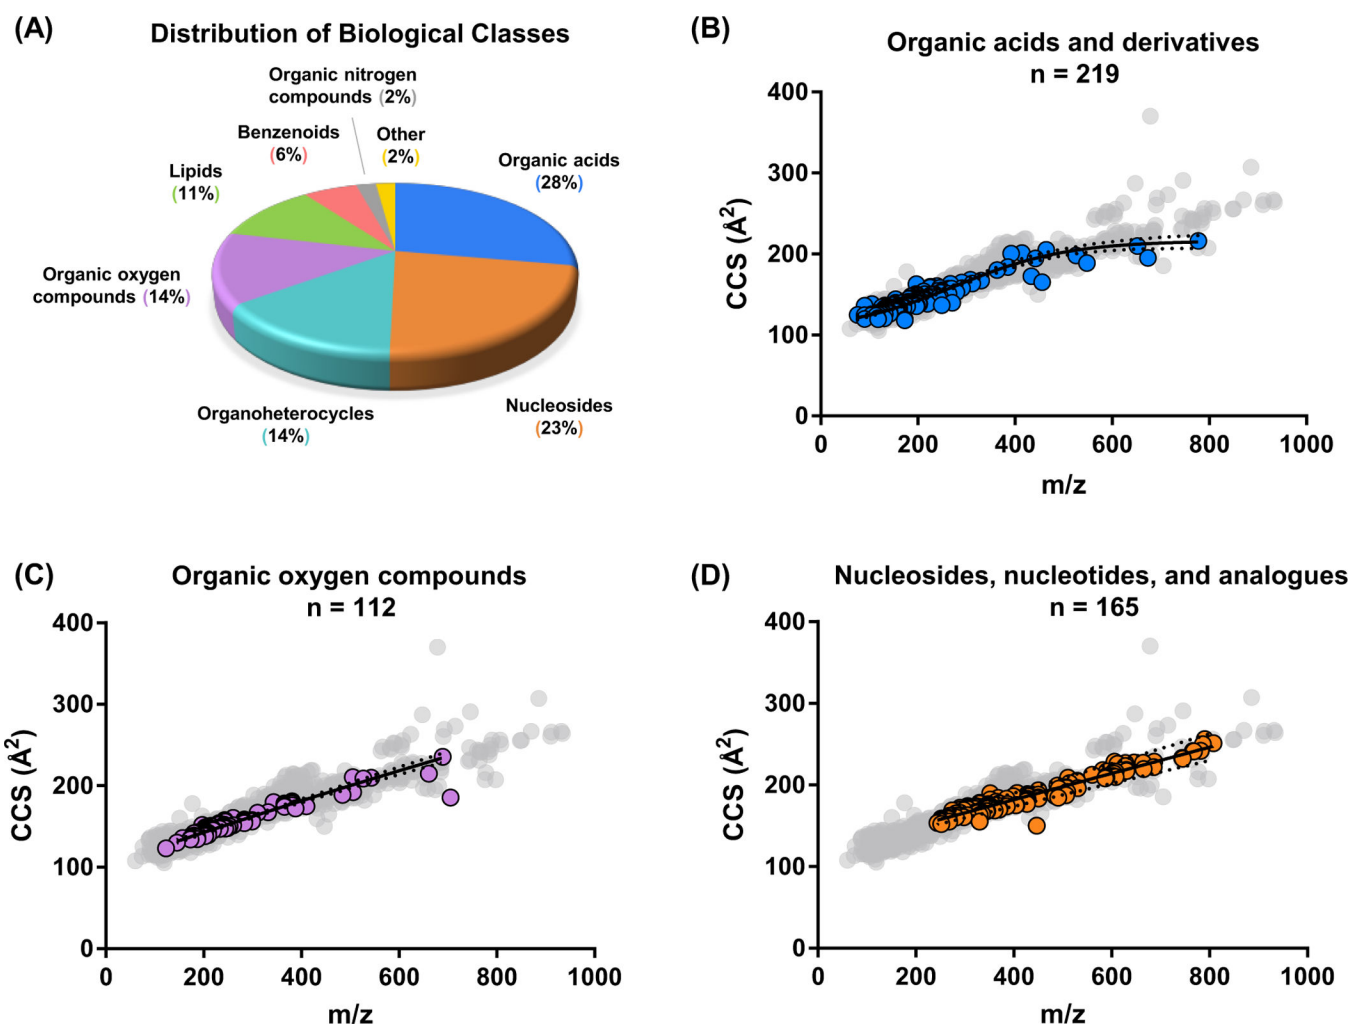 (A)
Distribution of Biological Classes
Organic nitrogen
compounds (2%)
Benzenoids
(6%)
Other
(2%)
Lipids
(11%)
Organic acids
(28%)
Organic oxygen
compounds (14%)
Organoheterocycles
(14%)
Nucleosides
(23%)
(B)
Organic acids and derivatives
n = 219
CCS (Å²)
400
300
200
100
0
0 200 400 600 800 1000
m/z
(C)
Organic oxygen compounds
n = 112
CCS (Å²)
400
300
200
100
0
0 200 400 600 800 1000
m/z
(D)
Nucleosides, nucleotides, and analogues
n = 165
CCS (Å²)
400
300
200
100
0
0 200 400 600 800 1000
m/z